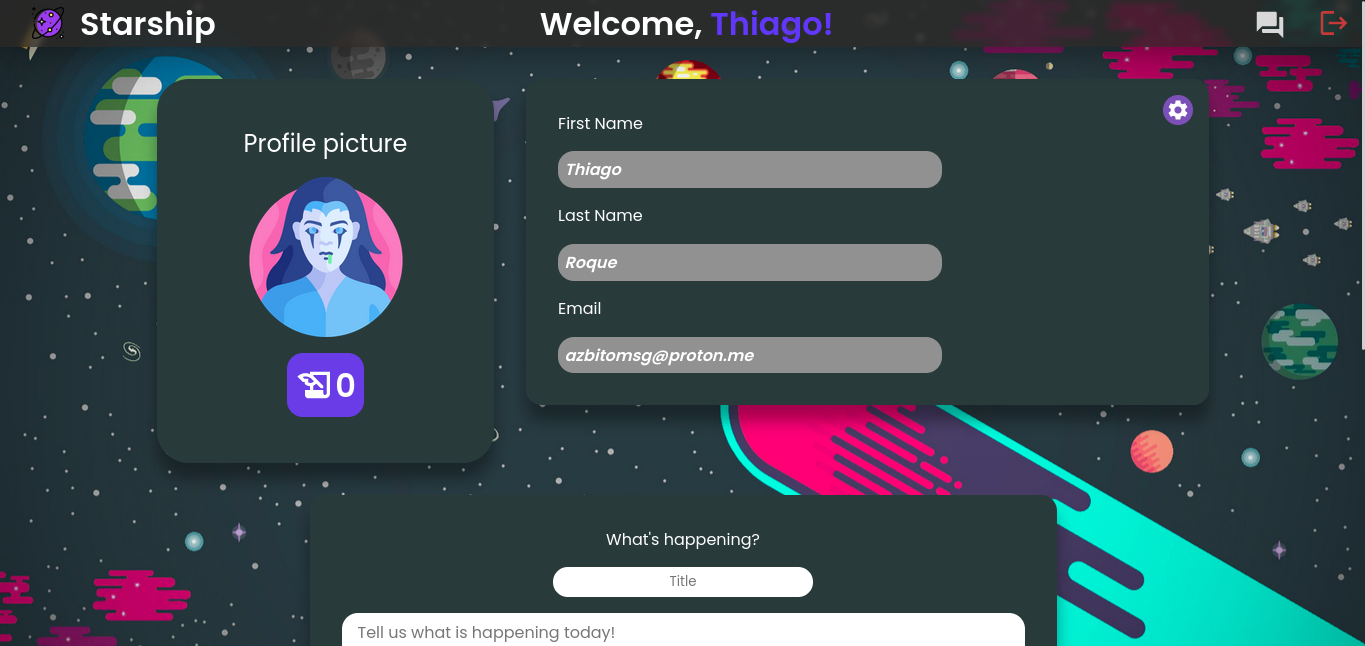 Starship
Welcome, Thiago!
Profile picture
0
First Name
Thiago
Last Name
Roque
Email
azbitomsg@proton.me
What's happening?
Title
Tell us what is happening today!